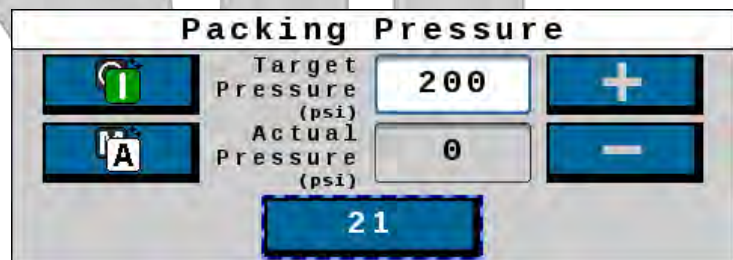 Packing Pressure
I
Target
Pressure
(psi)
200
+
A
Actual
Pressure
(psi)
0
−
21